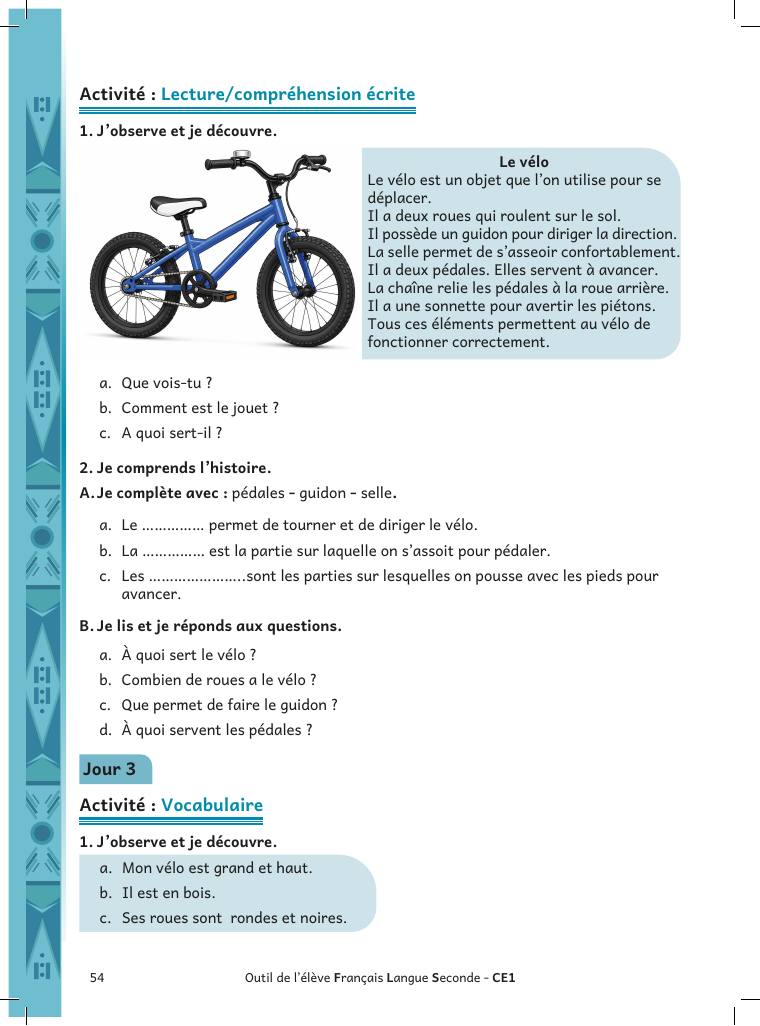 Activité : Lecture/compréhension écrite
1. J’observe et je découvre.
Le vélo
Le vélo est un objet que l’on utilise pour se
déplacer.
Il a deux roues qui roulent sur le sol.
Il possède un guidon pour diriger la direction.
La selle permet de s’asseoir confortablement.
Il a deux pédales. Elles servent à avancer.
La chaîne relie les pédales à la roue arrière.
Il a une sonnette pour avertir les piétons.
Tous ces éléments permettent au vélo de
fonctionner correctement.
a. Que vois-tu ?
b. Comment est le jouet ?
c. A quoi sert-il ?
2. Je comprends l’histoire.
A. Je complète avec : pédales - guidon - selle.
a. Le .............. permet de tourner et de diriger le vélo.
b. La .............. est la partie sur laquelle on s’assoit pour pédaler.
c. Les ......................sont les parties sur lesquelles on pousse avec les pieds pour
avancer.
B. Je lis et je réponds aux questions.
a. À quoi sert le vélo ?
b. Combien de roues a le vélo ?
c. Que permet de faire le guidon ?
d. À quoi servent les pédales ?
Jour 3
Activité : Vocabulaire
1. J’observe et je découvre.
a. Mon vélo est grand et haut.
b. Il est en bois.
c. Ses roues sont  rondes et noires.
54 Outil de l’élève Français Langue Seconde - CE1